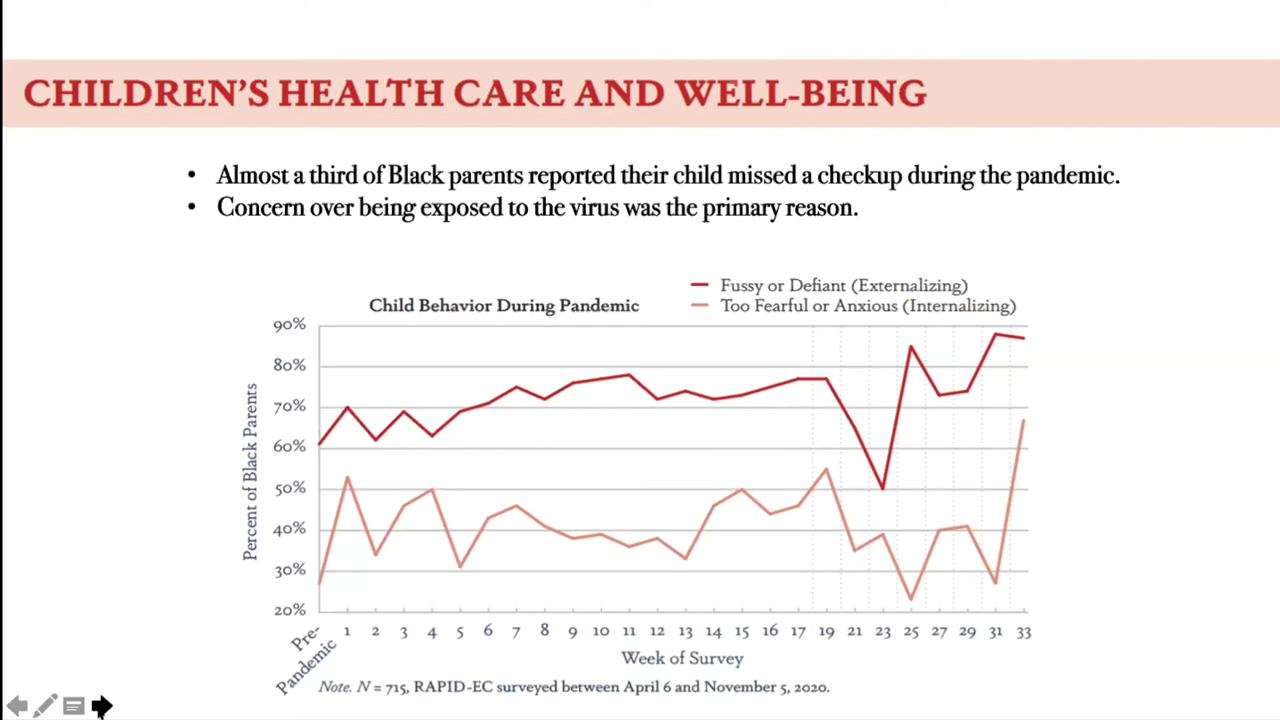 CHILDREN'S HEALTH CARE AND WELL-BEING
• Almost a third of Black parents reported their child missed a checkup during the pandemic.
• Concern over being exposed to the virus was the primary reason.
Fussy or Defiant (Externalizing)
Child Behavior During Pandemic
Too Fearful or Anxious (Internalizing)
90%
80%
70%
60%
50%
40%
30%
20%
Percent of Black Parents
Pre-
Pandemic
1 2 3 4 5 6 7 8 9 10 11 12 13 14 15 16 17 19 21 23 25 27 29 31 33
Week of Survey
Note. N = 715, RAPID-EC surveyed between April 6 and November 5, 2020.